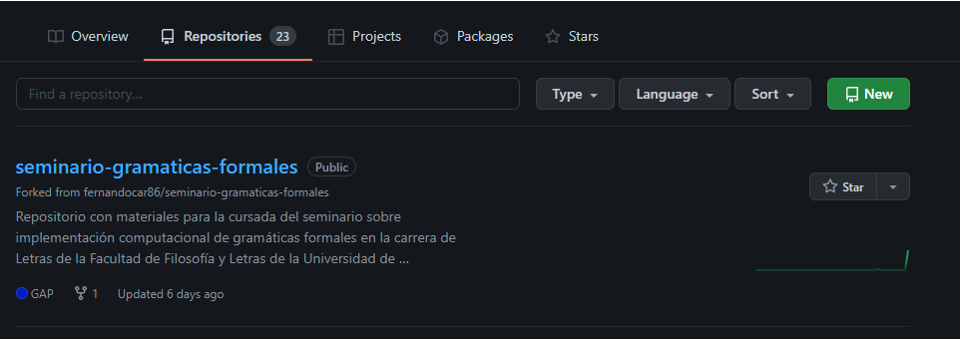 Overview Repositories 23 Projects Packages Stars
Find a repository... Type Language Sort New
seminario-gramaticas-formales Public
Forked from fernandocar86/seminario-gramaticas-formales
Star
Repositorio con materiales para la cursada del seminario sobre
implementación computacional de gramáticas formales en la carrera de
Letras de la Facultad de Filosofía y Letras de la Universidad de ...
GAP 1 Updated 6 days ago